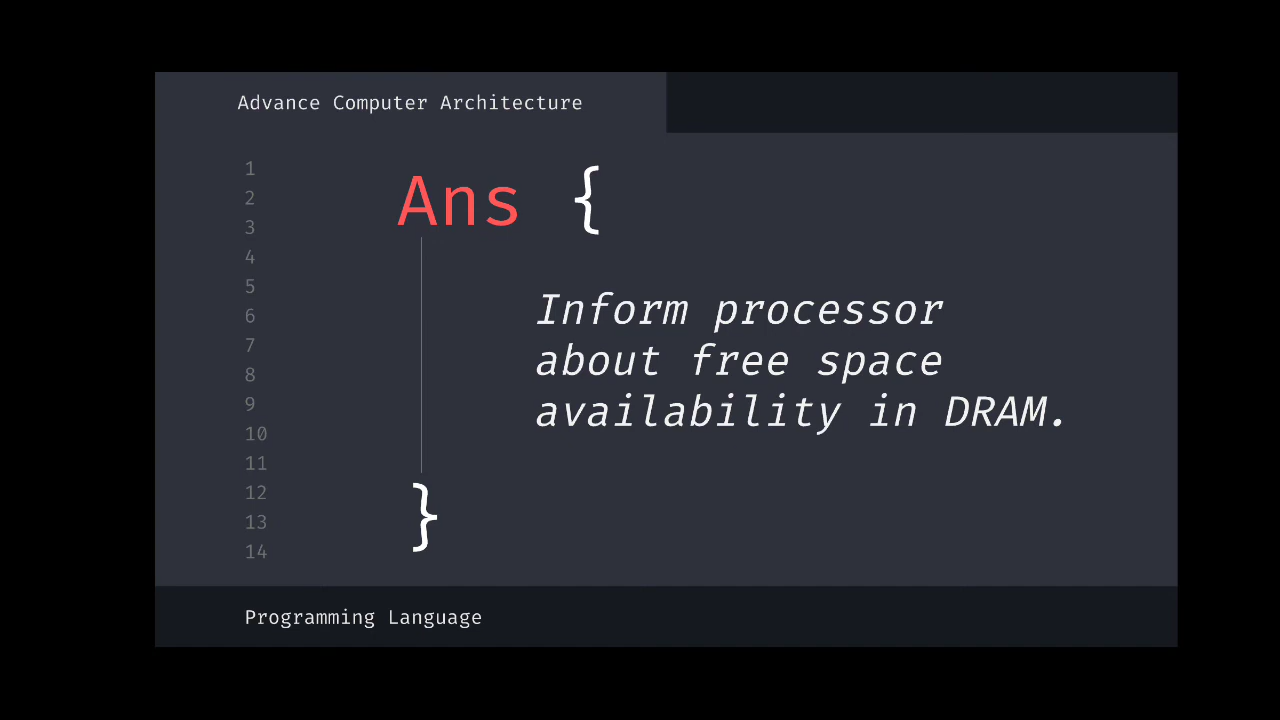 Advance Computer Architecture
1
2
3
4
5
6
7
8
9
10
11
12
13
14
Ans {
Inform processor
about free space
availability in DRAM.
}
Programming Language